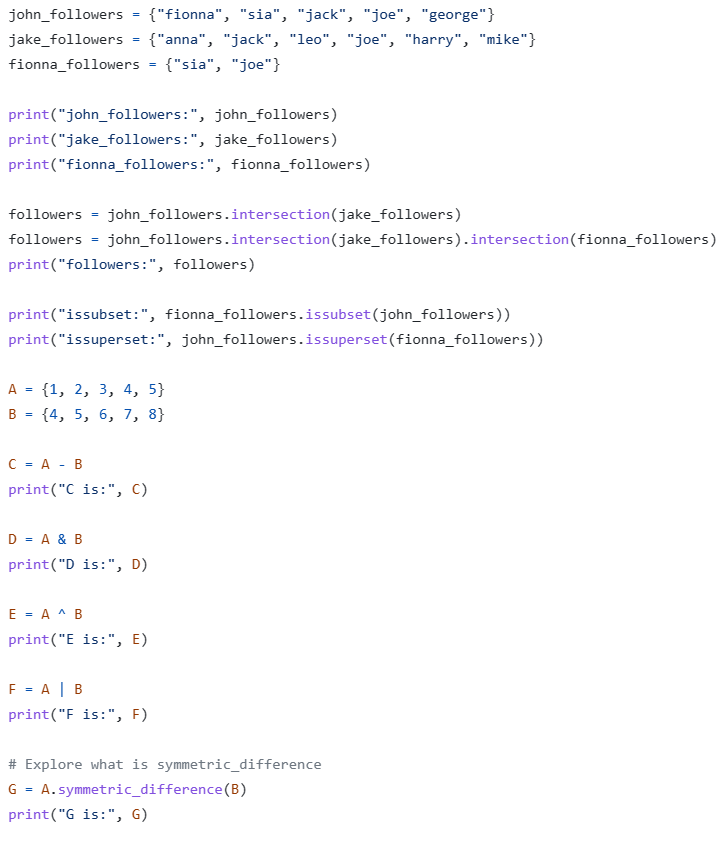 john_followers = {"fionna", "sia", "jack", "joe", "george"}
jake_followers = {"anna", "jack", "leo", "joe", "harry", "mike"}
fionna_followers = {"sia", "joe"}

print("john_followers:", john_followers)
print("jake_followers:", jake_followers)
print("fionna_followers:", fionna_followers)

followers = john_followers.intersection(jake_followers)
followers = john_followers.intersection(jake_followers).intersection(fionna_followers)
print("followers:", followers)

print("issubset:", fionna_followers.issubset(john_followers))
print("issuperset:", john_followers.issuperset(fionna_followers))

A = {1, 2, 3, 4, 5}
B = {4, 5, 6, 7, 8}

C = A - B
print("C is:", C)

D = A & B
print("D is:", D)

E = A ^ B
print("E is:", E)

F = A | B
print("F is:", F)

# Explore what is symmetric_difference
G = A.symmetric_difference(B)
print("G is:", G)